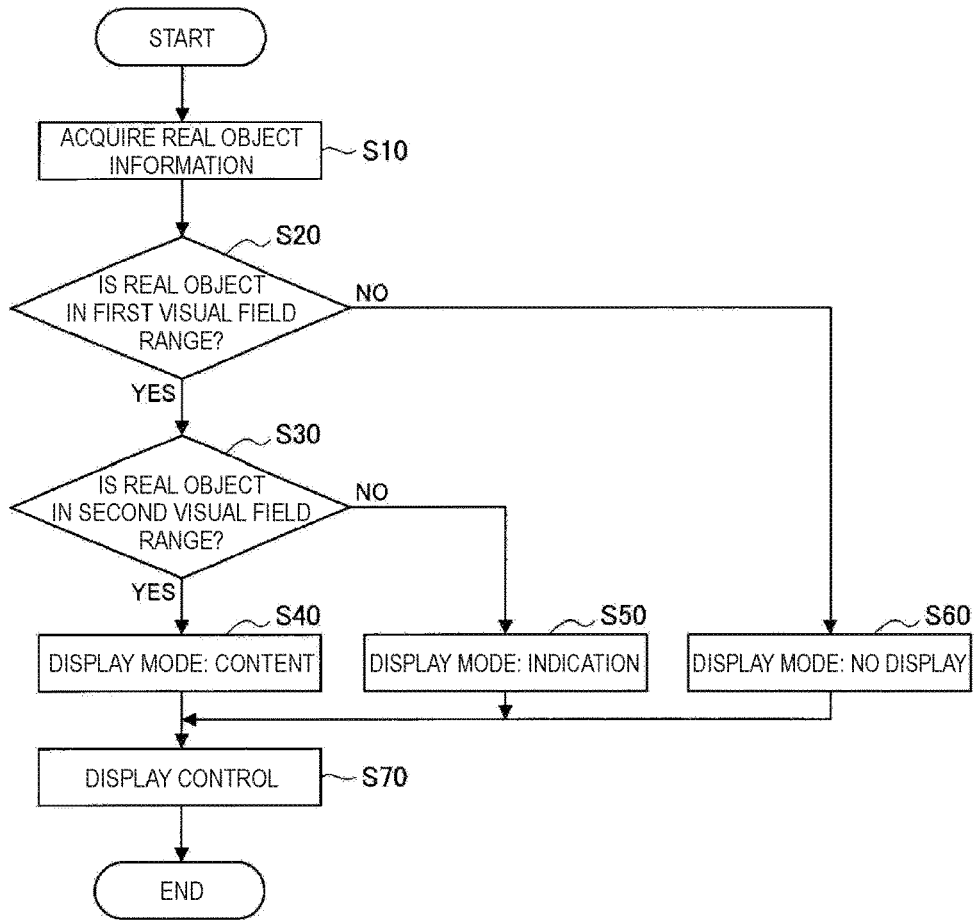 START
ACQUIRE REAL OBJECT
INFORMATION
S10
S20
IS REAL OBJECT
IN FIRST VISUAL FIELD
RANGE?
NO
YES
S30
IS REAL OBJECT
IN SECOND VISUAL FIELD
RANGE?
NO
YES
S40
S50
S60
DISPLAY MODE: CONTENT
DISPLAY MODE: INDICATION
DISPLAY MODE: NO DISPLAY
DISPLAY CONTROL
S70
END